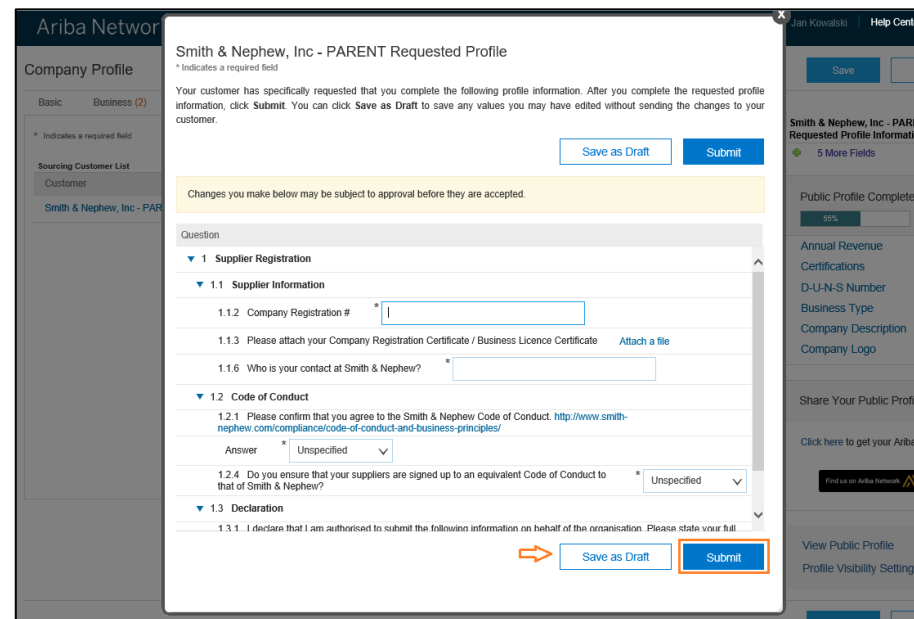 Ariba Networ
Jan Kowalski Help Cent
Company Profile
Save
Basic Business (2)
* Indicates a required field
Sourcing Customer List
Customer
Smith & Nephew, Inc - PAR
x
Smith & Nephew, Inc - PARENT Requested Profile
* Indicates a required field
Your customer has specifically requested that you complete the following profile information. After you complete the requested profile
information, click Submit. You can click Save as Draft to save any values you may have edited without sending the changes to your
customer.
Save as Draft Submit
Changes you make below may be subject to approval before they are accepted.
Question
▼ 1 Supplier Registration
▼ 1.1 Supplier Information
1.1.2 Company Registration # *
1.1.3 Please attach your Company Registration Certificate / Business Licence Certificate Attach a file
1.1.6 Who is your contact at Smith & Nephew? *
▼ 1.2 Code of Conduct
1.2.1 Please confirm that you agree to the Smith & Nephew Code of Conduct. http://www.smith-
nephew.com/compliance/code-of-conduct-and-business-principles/
Answer * Unspecified
1.2.4 Do you ensure that your suppliers are signed up to an equivalent Code of Conduct to
that of Smith & Nephew? * Unspecified
▼ 1.3 Declaration
1.3.1 I declare that I am authorised to submit the following information on behalf of the organisation. Please state your full
Save as Draft Submit
Smith & Nephew, Inc - PAR
Requested Profile Informati
5 More Fields
Public Profile Complete
55%
Annual Revenue
Certifications
D-U-N-S Number
Business Type
Company Description
Company Logo
Share Your Public Profi
Click here to get your Ariba
Find us on Ariba Network
View Public Profile
Profile Visibility Setting